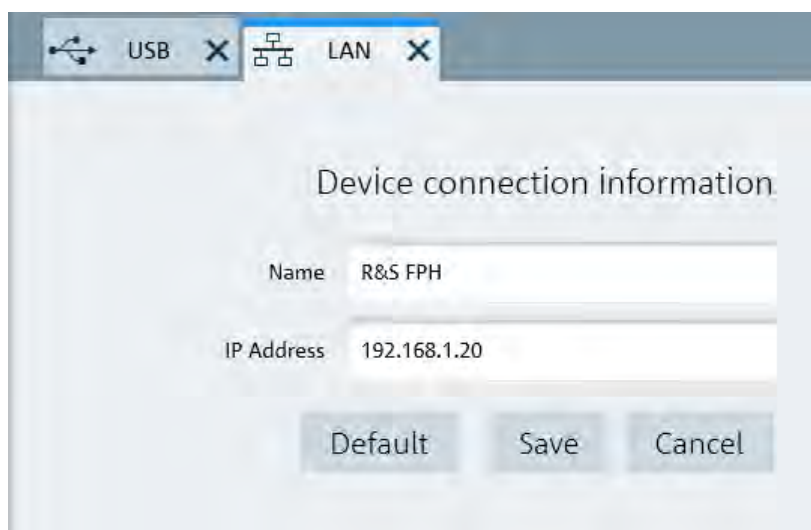 USB LAN
Device connection information
Name R&S FPH
IP Address 192.168.1.20
Default Save Cancel